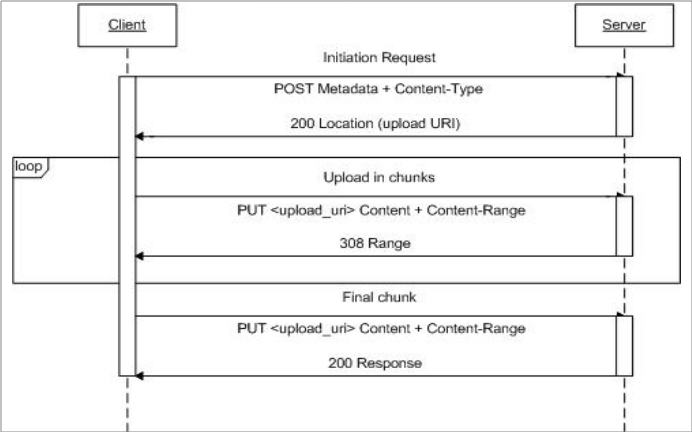 Client
Server
Initiation Request
POST Metadata + Content-Type
200 Location (upload URI)
loop
Upload in chunks
PUT <upload_uri> Content + Content-Range
308 Range
Final chunk
PUT <upload_uri> Content + Content-Range
200 Response